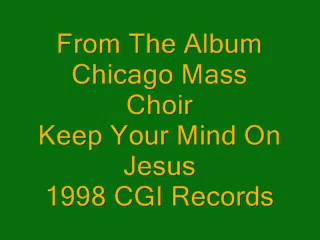 From The Album
Chicago Mass
Choir
Keep Your Mind On
Jesus
1998 CGI Records